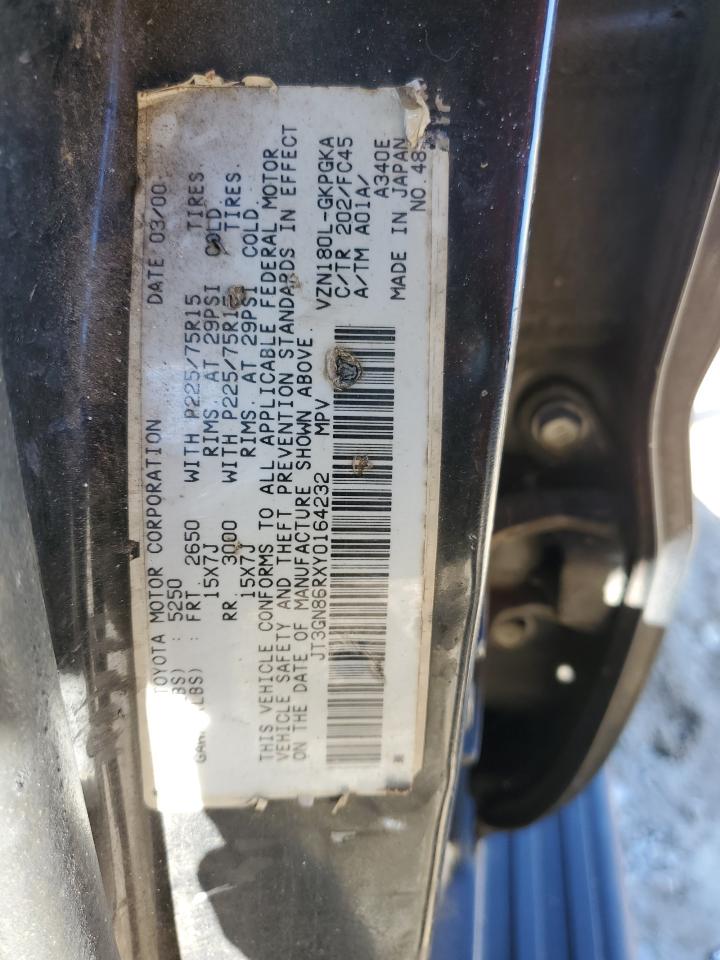 TOYOTA MOTOR CORPORATION DATE 03/00
LBS) : 5250
FRT. 2650 WITH P225/75R15 TIRES.
15X7J RIMS. AT 29PSI COLD
LBS) : RR. 3000 WITH P225/75R15 TIRES.
15X7J RIMS. AT 29PSI COLD
THIS VEHICLE CONFORMS TO ALL APPLICABLE FEDERAL MOTOR
VEHICLE SAFETY AND THEFT PREVENTION STANDARDS IN EFFECT
ON THE DATE OF MANUFACTURE SHOWN ABOVE.
JT3GN86RXY0164232 MPV
VZN180L-GKPGKA
C/TR 202/FC45
A/TM A01A/
A340E
MADE IN JAPAN
NO. 48